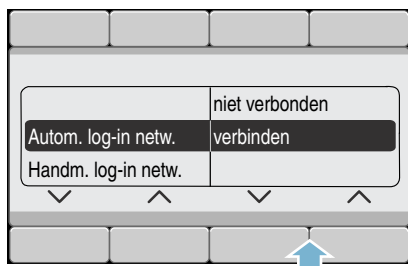 niet verbonden
Autom. log-in netw. verbinden
Handm. log-in netw.